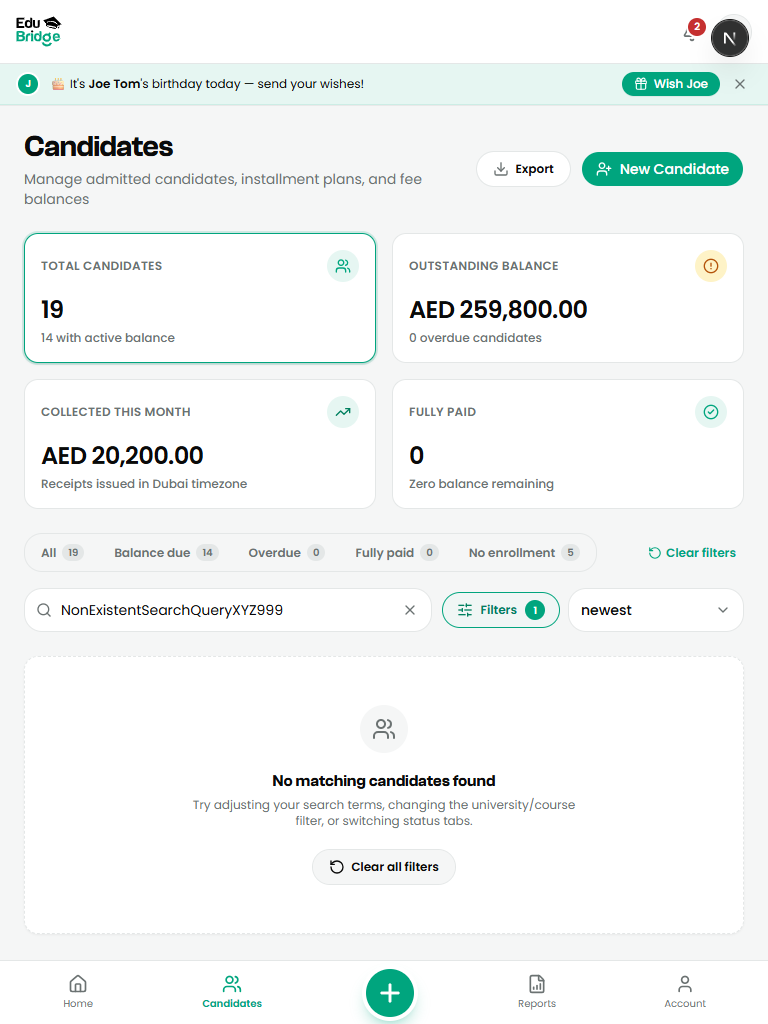 Edu
Bridge
2
N
J
It's Joe Tom's birthday today — send your wishes!
Wish Joe
Candidates
Manage admitted candidates, installment plans, and fee
balances
Export
New Candidate
TOTAL CANDIDATES
19
14 with active balance
OUTSTANDING BALANCE
AED 259,800.00
0 overdue candidates
COLLECTED THIS MONTH
AED 20,200.00
Receipts issued in Dubai timezone
FULLY PAID
0
Zero balance remaining
All 19
Balance due 14
Overdue 0
Fully paid 0
No enrollment 5
Clear filters
NonExistentSearchQueryXYZ999
Filters 1
newest
No matching candidates found
Try adjusting your search terms, changing the university/course
filter, or switching status tabs.
Clear all filters
Home
Candidates
Reports
Account